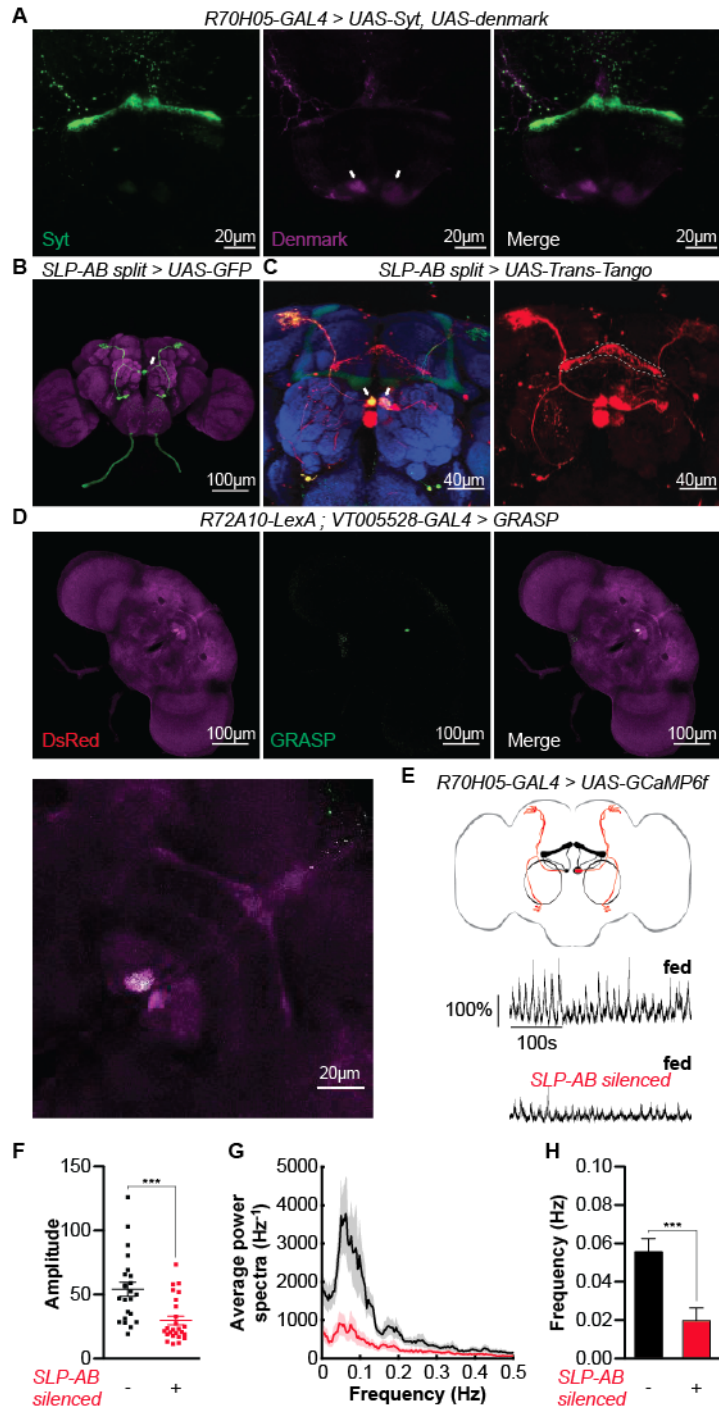 A
R70H05-GAL4 > UAS-Syt, UAS-denmark
Syt
20µm
Denmark
20µm
Merge
20µm
B
SLP-AB split > UAS-GFP
100µm
C
SLP-AB split > UAS-Trans-Tango
40µm
40µm
D
R72A10-LexA ; VT005528-GAL4 > GRASP
DsRed
100µm
GRASP
100µm
Merge
100µm
20µm
E
R70H05-GAL4 > UAS-GCaMP6f
fed
100%
100s
fed
SLP-AB silenced
F
150
100
50
0
Amplitude
***
SLP-AB
silenced
- +
G
5000
4000
3000
2000
1000
0
Average power
spectra (Hz-1)
0 0.1 0.2 0.3 0.4 0.5
Frequency (Hz)
H
0.10
0.08
0.06
0.04
0.02
0.00
Frequency (Hz)
***
SLP-AB
silenced
- +